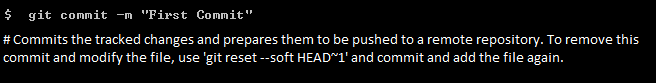 $ git commit -m "First Commit"
# Commits the tracked changes and prepares them to be pushed to a remote repository. To remove this
commit and modify the file, use 'git reset --soft HEAD~1' and commit and add the file again.